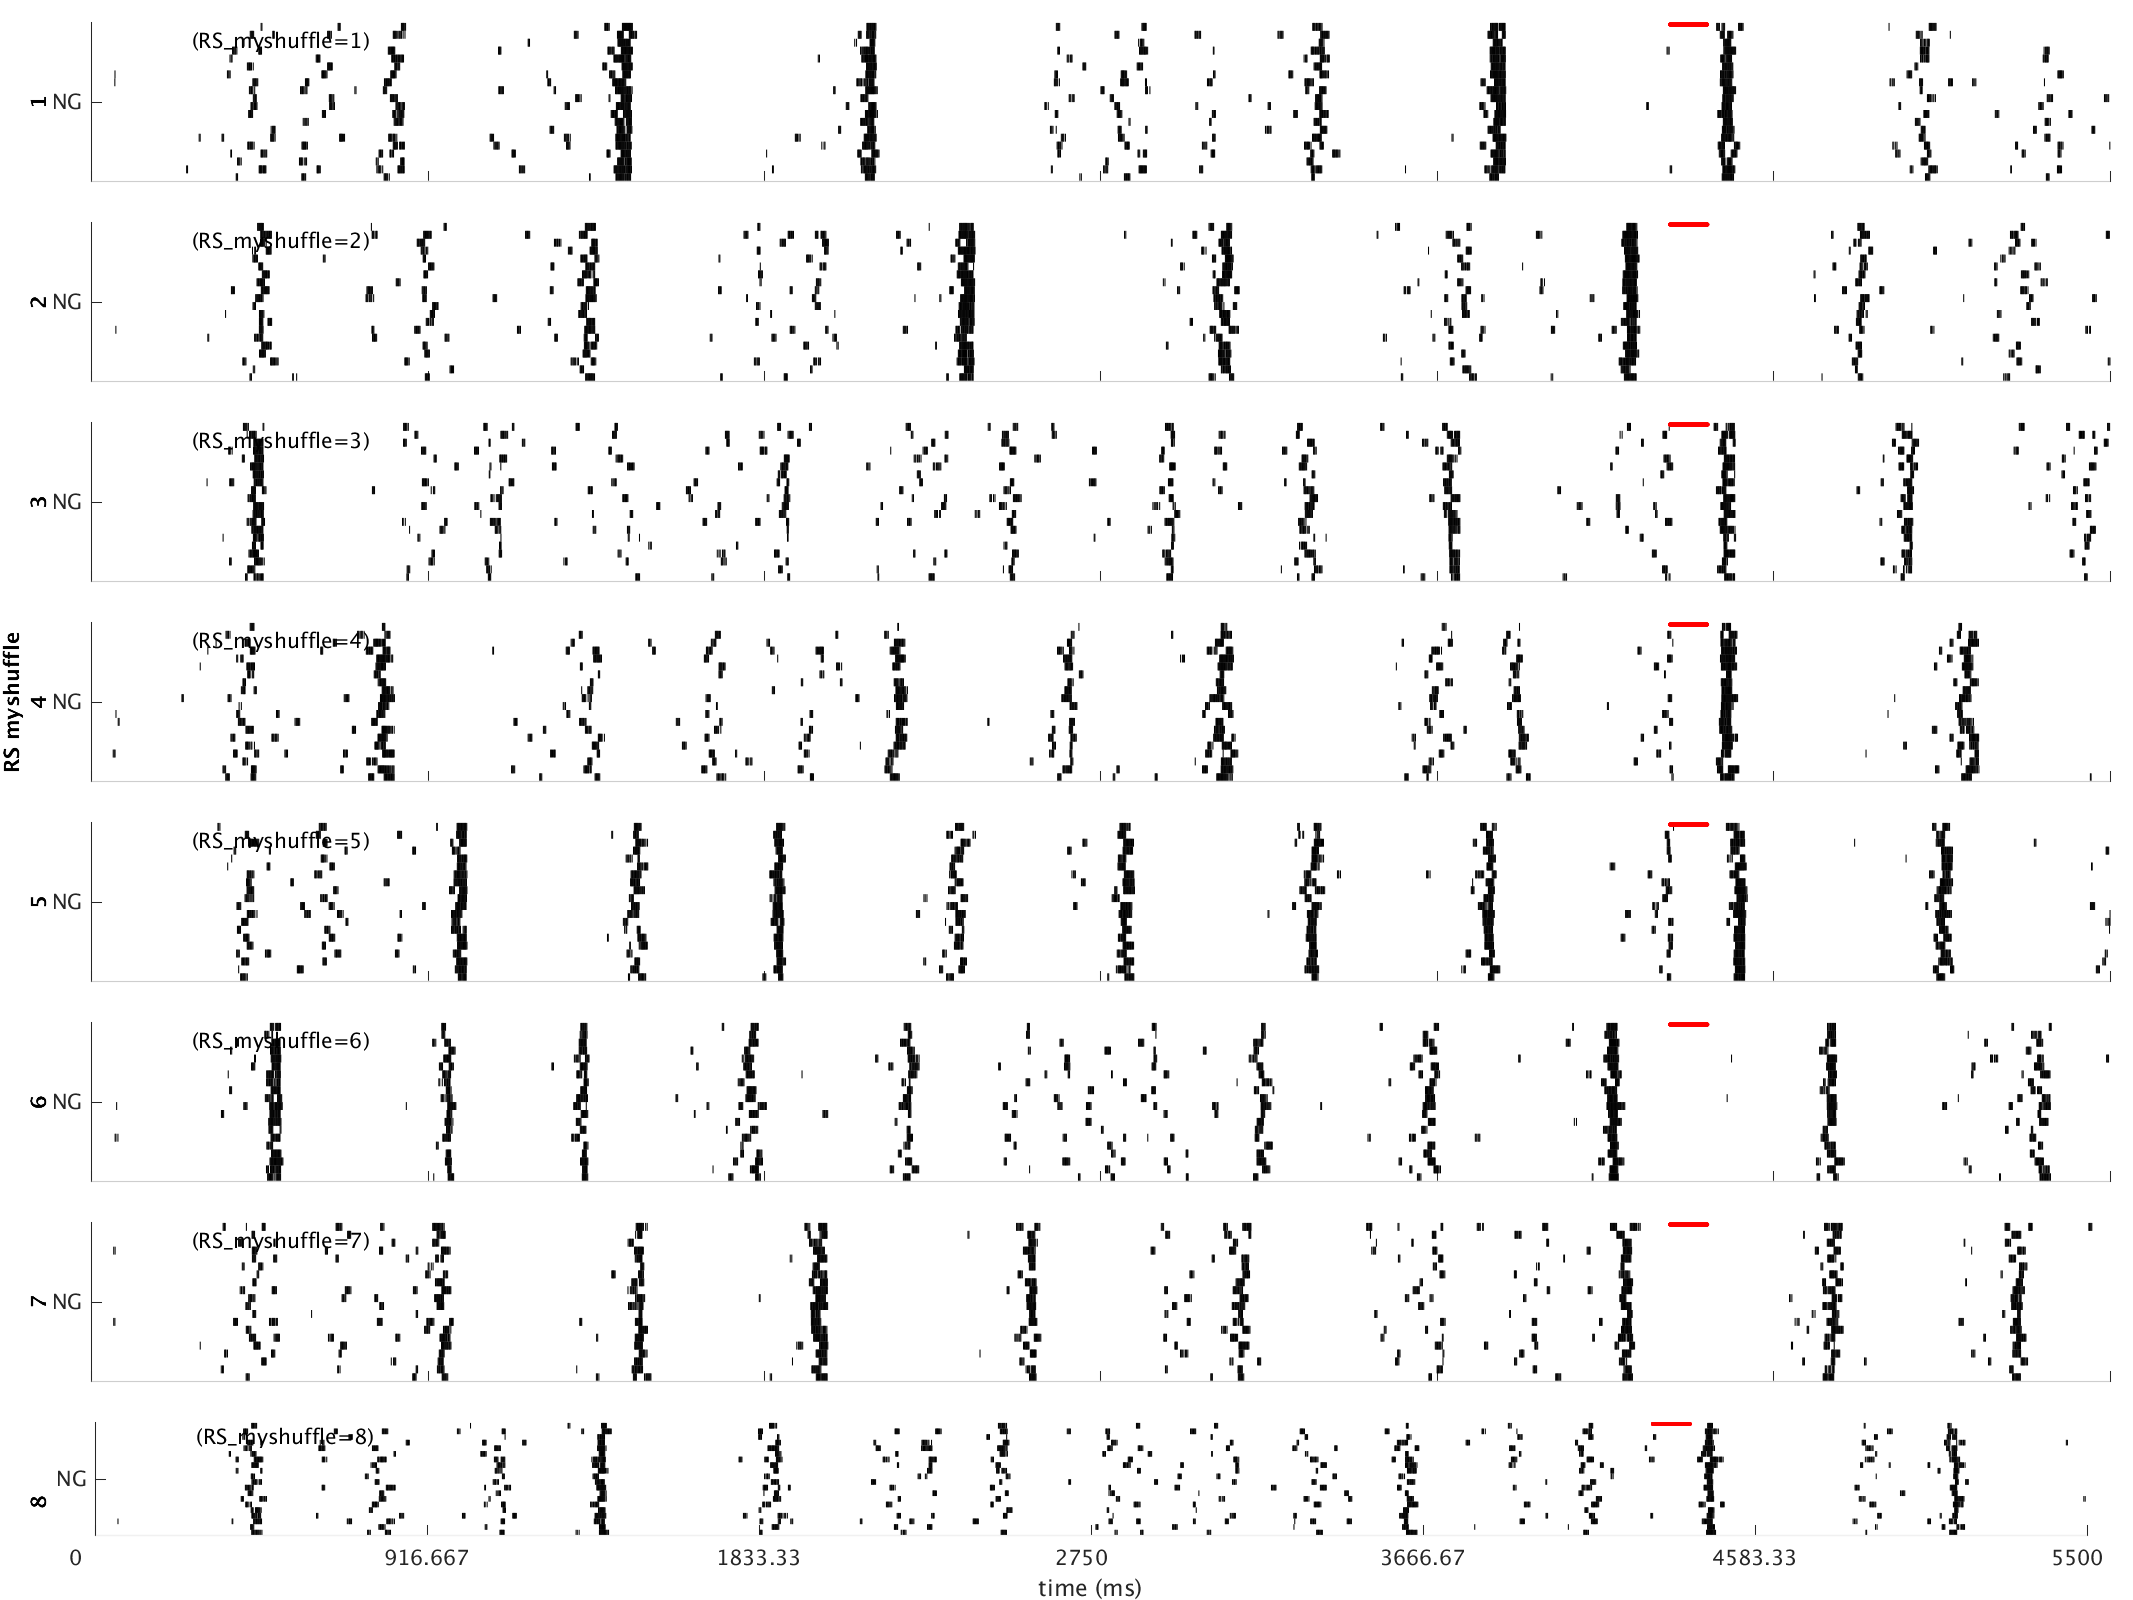 (RS_myshuffle=1)
1 NG
(RS_myshuffle=2)
2 NG
(RS_myshuffle=3)
3 NG
RS myshuffle
(RS_myshuffle=4)
4 NG
(RS_myshuffle=5)
5 NG
(RS_myshuffle=6)
6 NG
(RS_myshuffle=7)
7 NG
(RS_myshuffle=8)
8 NG
0 916.667 1833.33 2750 3666.67 4583.33 5500
time (ms)